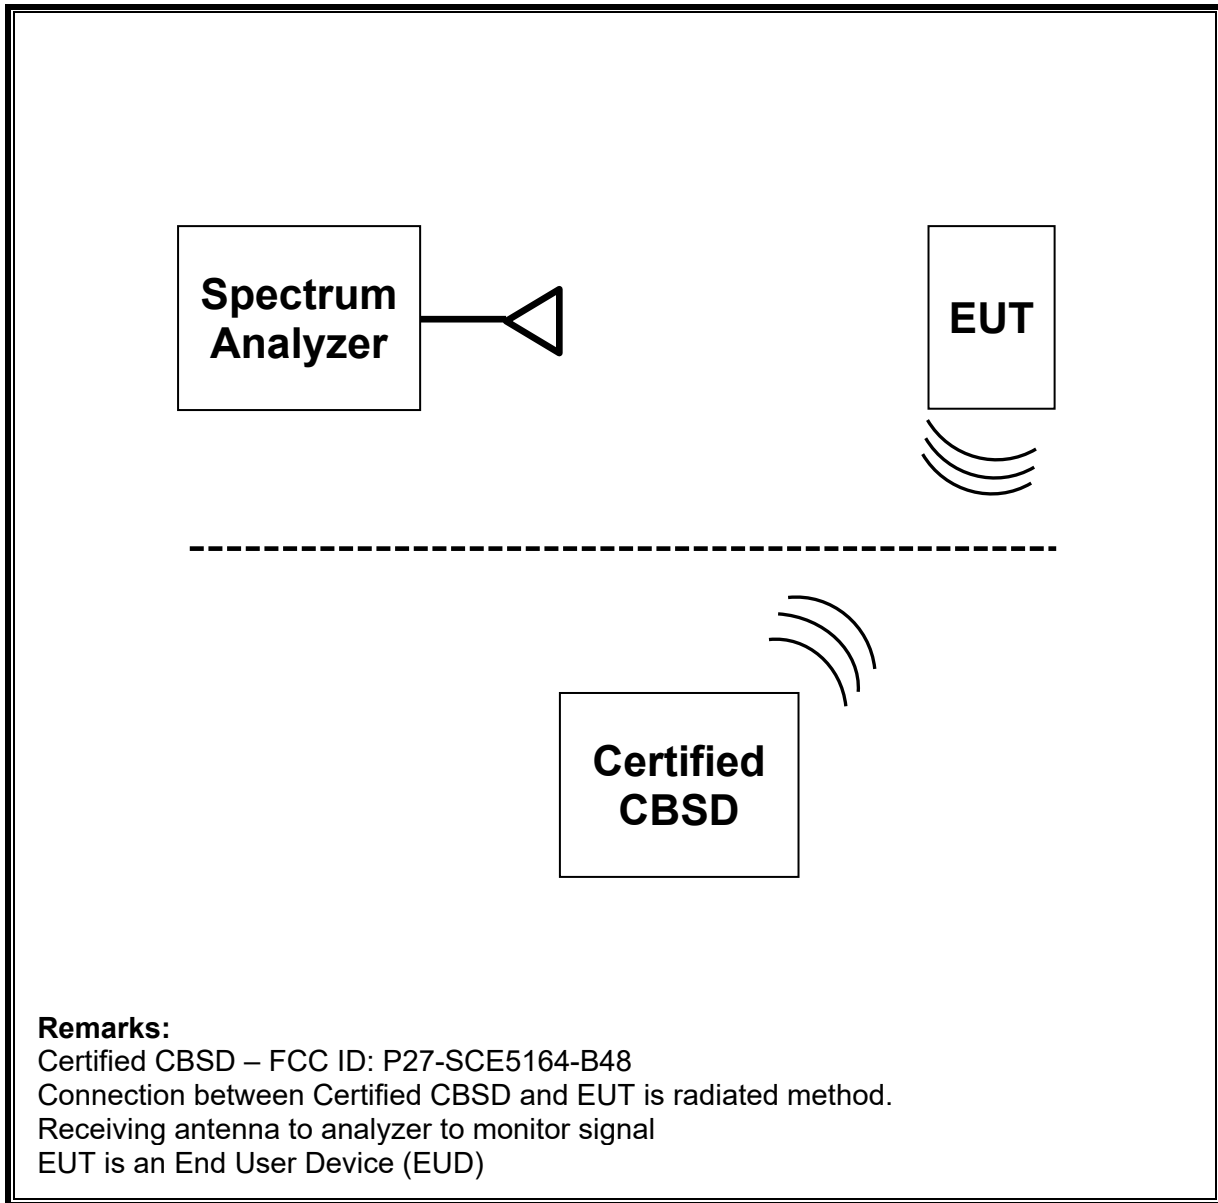 Spectrum
Analyzer
EUT
Certified
CBSD
Remarks:
Certified CBSD – FCC ID: P27-SCE5164-B48
Connection between Certified CBSD and EUT is radiated method.
Receiving antenna to analyzer to monitor signal
EUT is an End User Device (EUD)